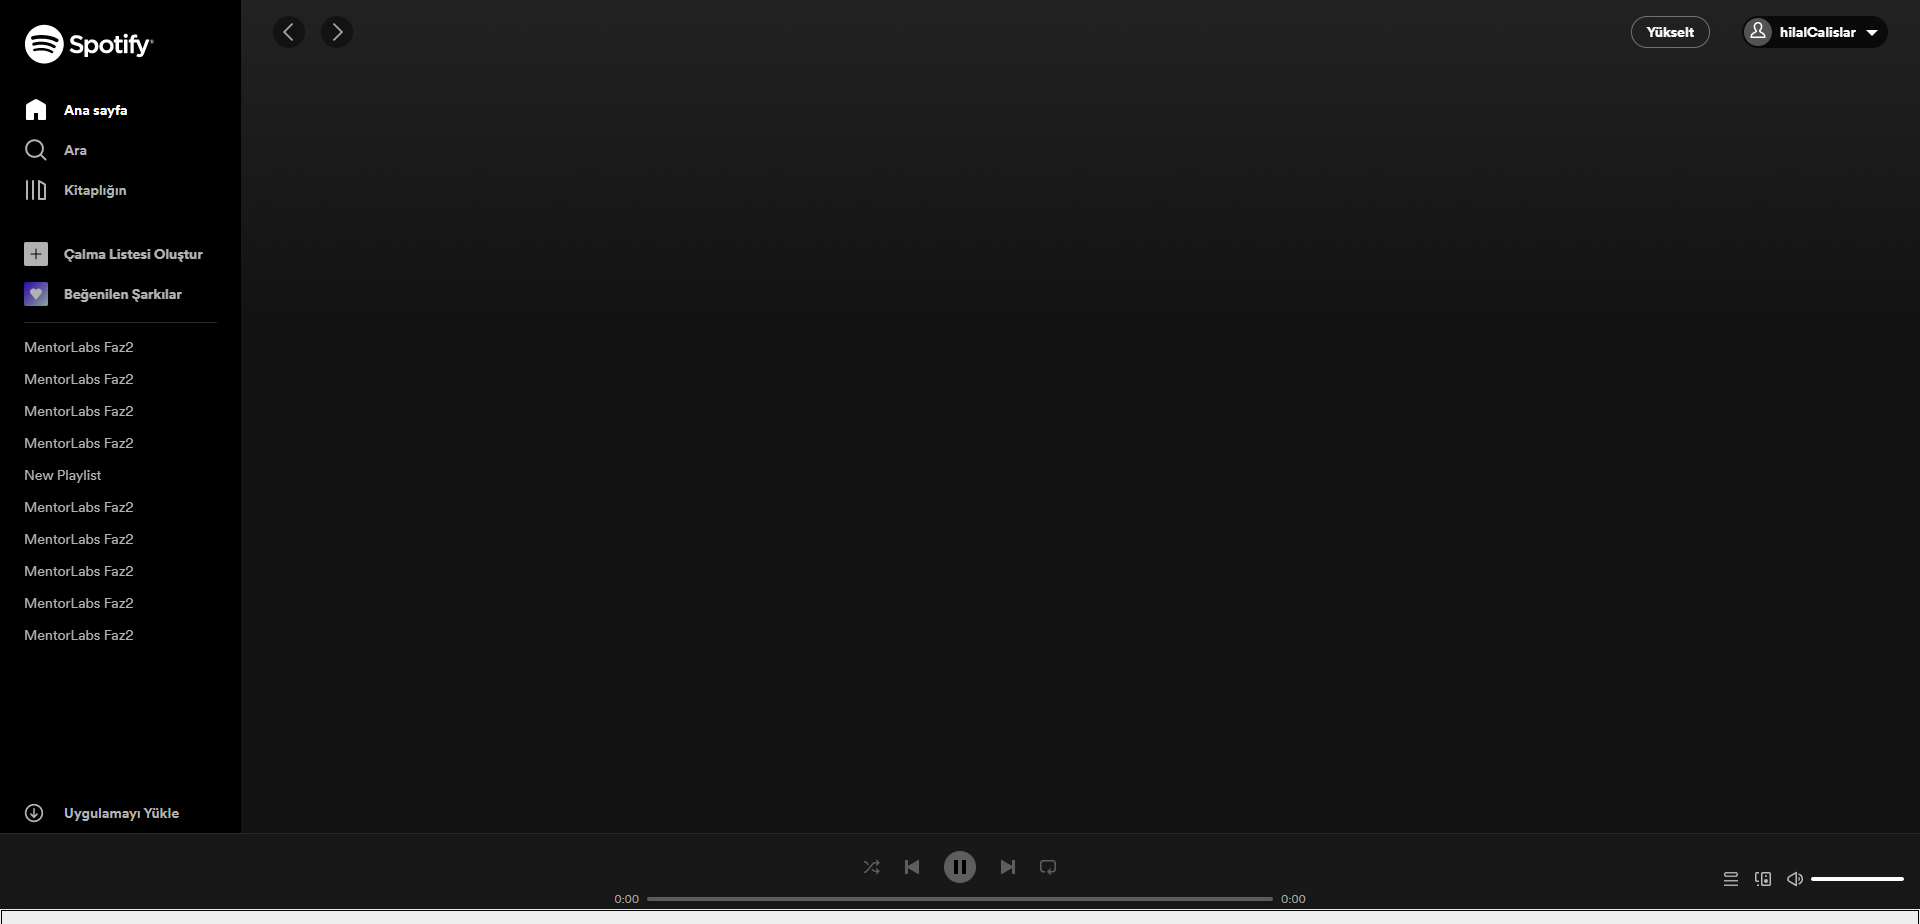 Spotify
Ana sayfa
Ara
Kitaplığın
Çalma Listesi Oluştur
Beğenilen Şarkılar
MentorLabs Faz2
MentorLabs Faz2
MentorLabs Faz2
MentorLabs Faz2
New Playlist
MentorLabs Faz2
MentorLabs Faz2
MentorLabs Faz2
MentorLabs Faz2
MentorLabs Faz2
Uygulamayı Yükle
Yükselt
hilalCalislar
0:00
0:00